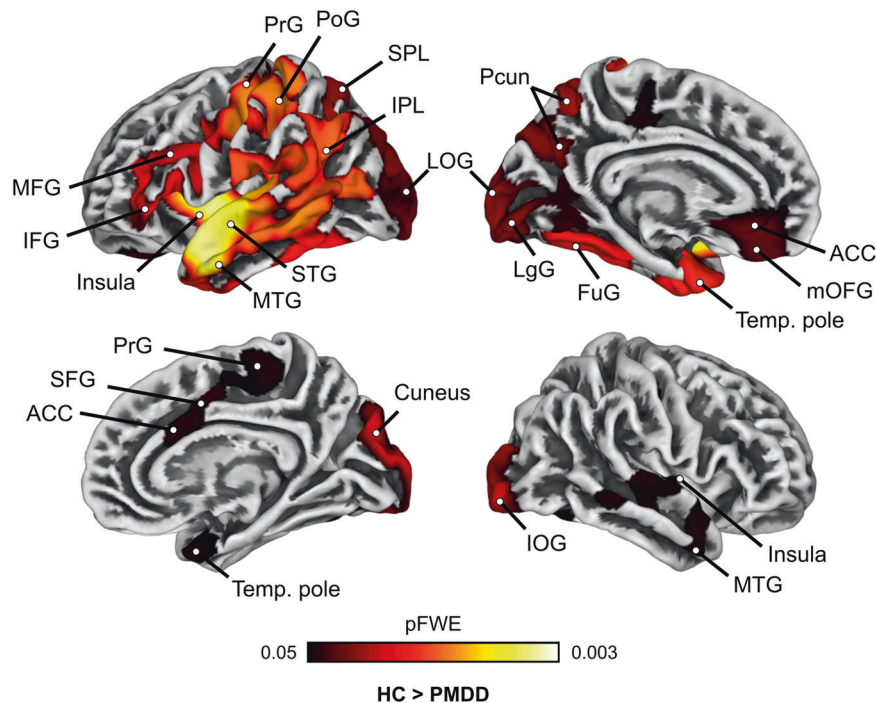 PrG
PoG
SPL
IPL
Pcun
MFG
LOG
IFG
Insula
STG
MTG
LgG
FuG
ACC
mOFG
Temp. pole
PrG
SFG
ACC
Cuneus
Temp. pole
IOG
Insula
MTG
pFWE
0.05
0.003
HC > PMDD